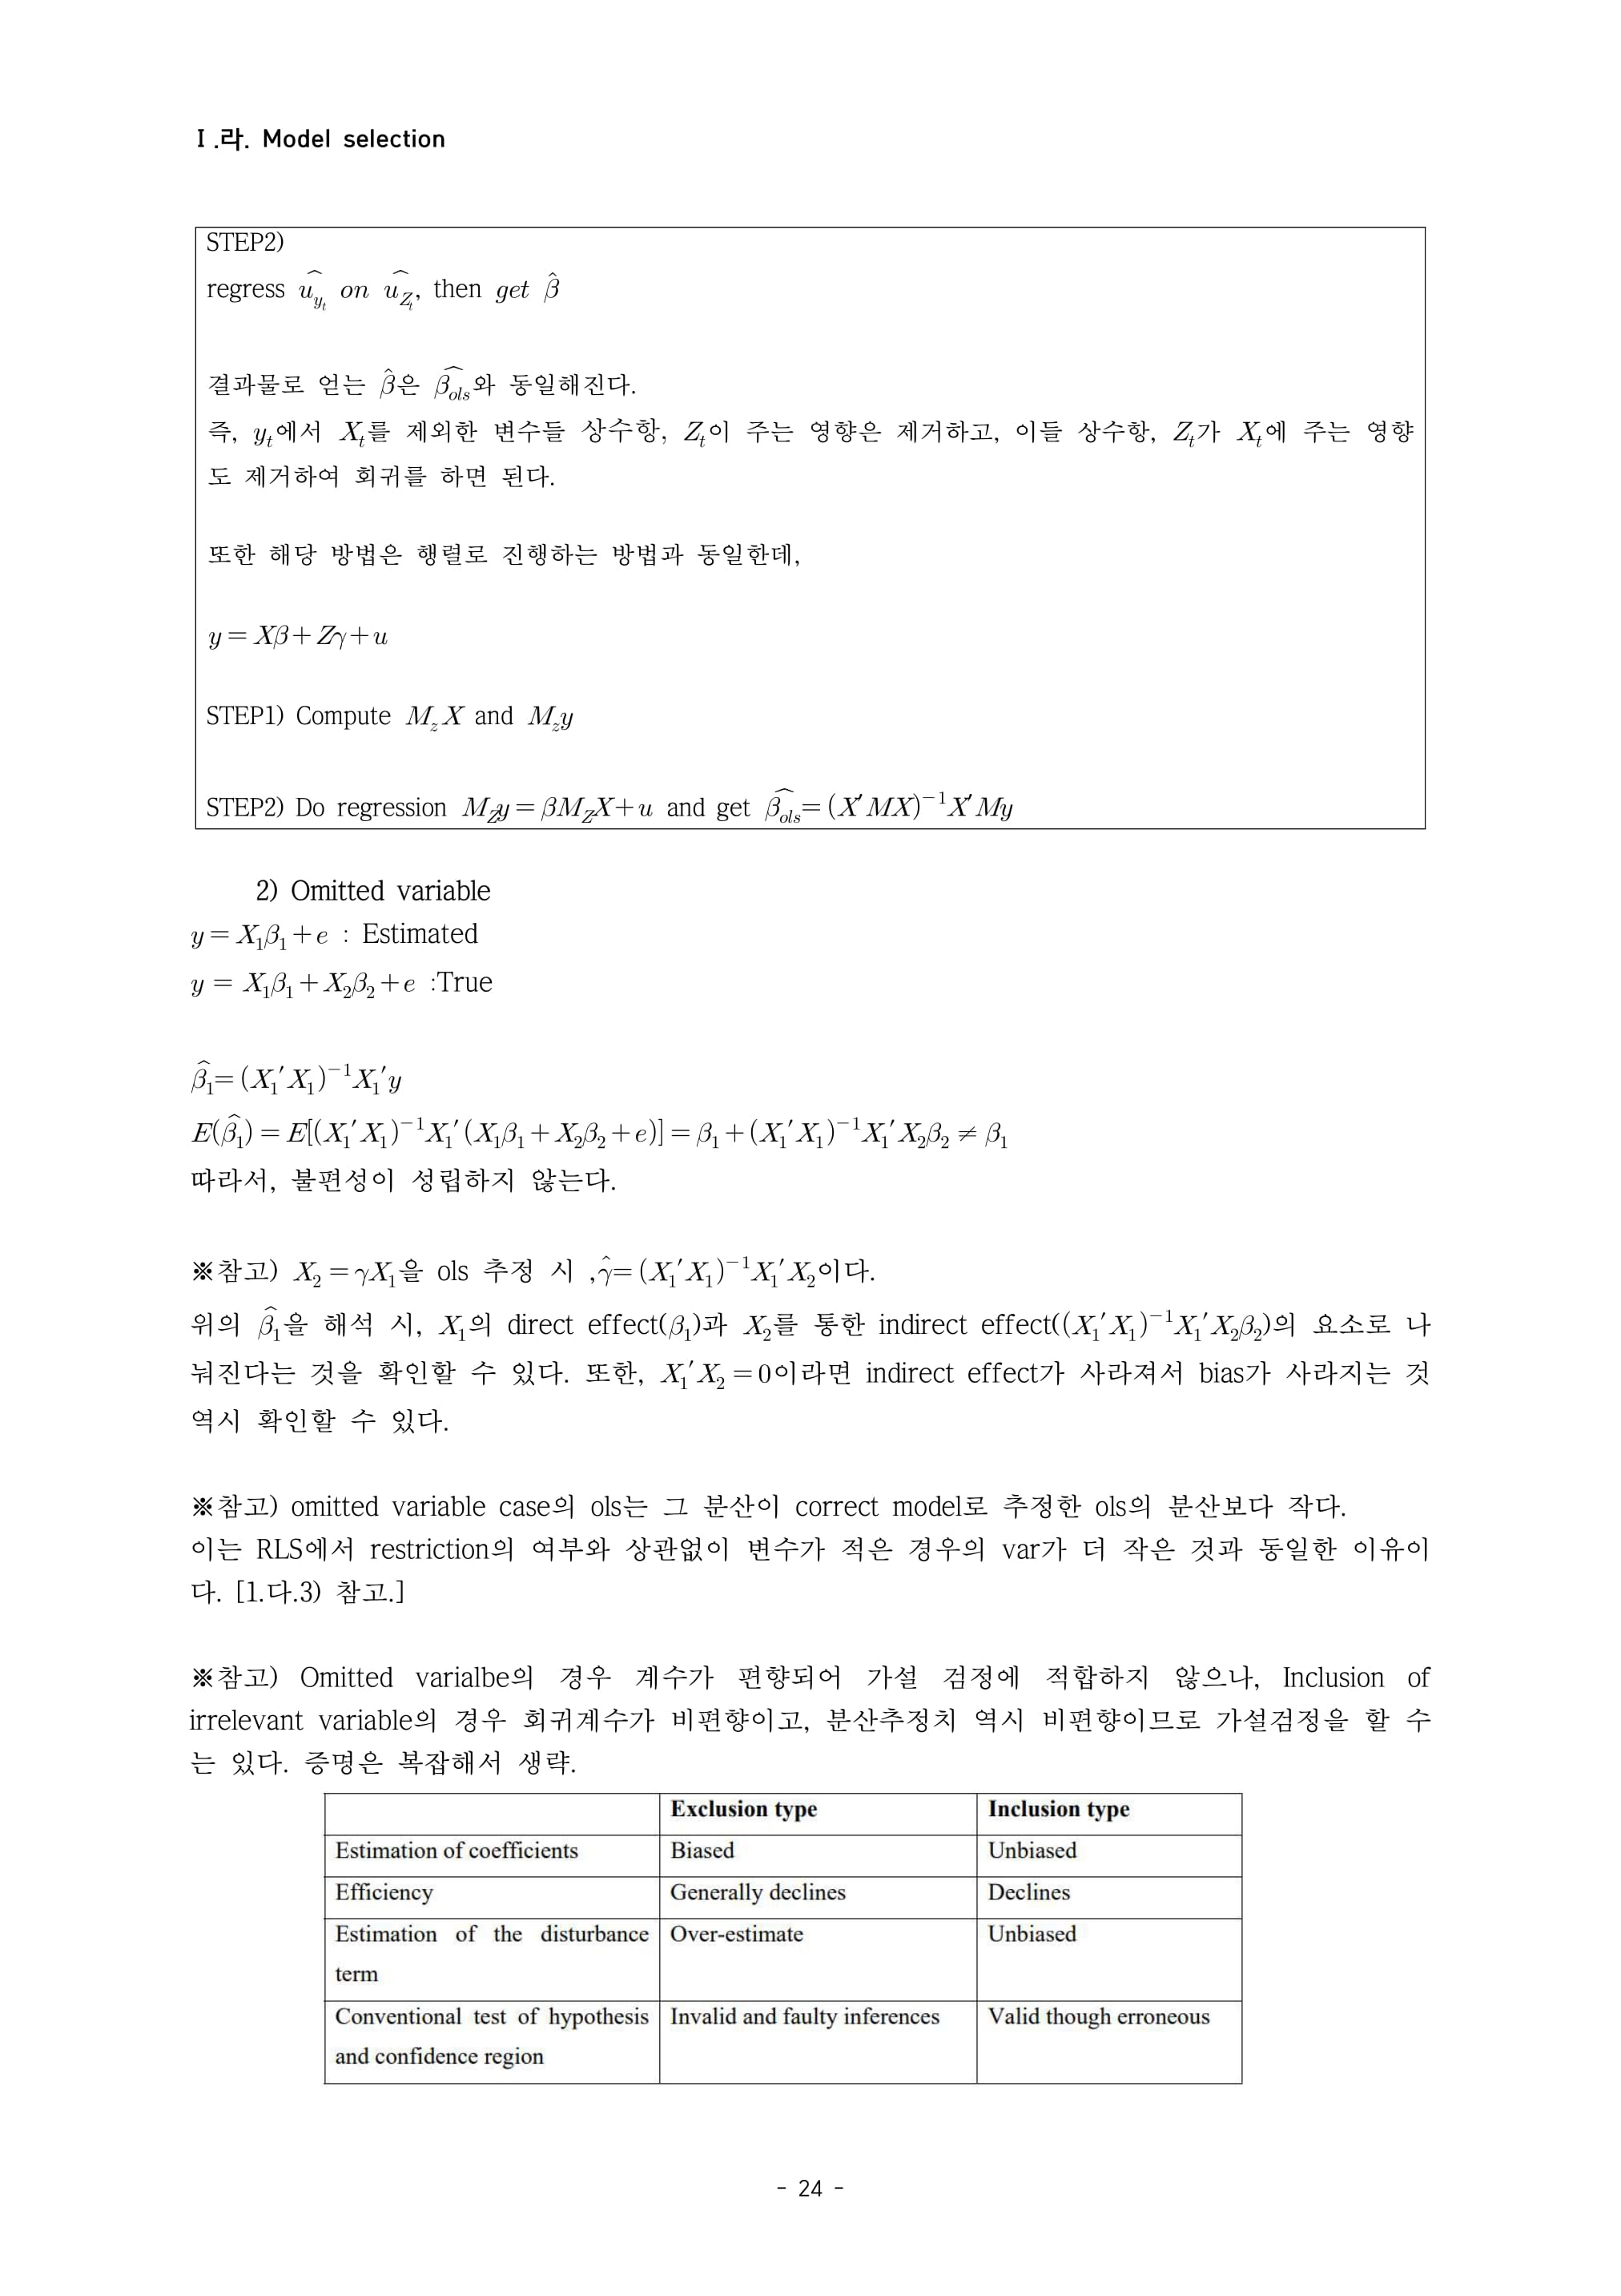 Ⅰ.라. Model selection
STEP2)
regress $\widehat{u_{y_t}}$ on $\widehat{u_{Z_t}}$, then get $\hat{\beta}$
결과물로 얻는 $\hat{\beta}$은 $\widehat{\beta_{ols}}$와 동일해진다.
즉, $y_t$에서 $X_t$를 제외한 변수들 상수항, $Z_t$이 주는 영향은 제거하고, 이들 상수항, $Z_t$가 $X_t$에 주는 영향
도 제거하여 회귀를 하면 된다.
또한 해당 방법은 행렬로 진행하는 방법과 동일한데,
$y = X\beta + Z\gamma + u$
STEP1) Compute $M_z X$ and $M_z y$
STEP2) Do regression $M_Z y = \beta M_Z X + u$ and get $\widehat{\beta_{ols}} = (X'MX)^{-1}X'My$
2) Omitted variable
$y = X_1\beta_1 + e$ : Estimated
$y = X_1\beta_1 + X_2\beta_2 + e$ :True
$\widehat{\beta_1} = (X_1'X_1)^{-1}X_1'y$
$E(\widehat{\beta_1}) = E[(X_1'X_1)^{-1}X_1'(X_1\beta_1 + X_2\beta_2 + e)] = \beta_1 + (X_1'X_1)^{-1}X_1'X_2\beta_2 \neq \beta_1$
따라서, 불편성이 성립하지 않는다.
※참고) $X_2 = \gamma X_1$을 ols 추정 시 ,$\hat{\gamma} = (X_1'X_1)^{-1}X_1'X_2$이다.
위의 $\widehat{\beta_1}$을 해석 시, $X_1$의 direct effect($\beta_1$)과 $X_2$를 통한 indirect effect($(X_1'X_1)^{-1}X_1'X_2\beta_2$)의 요소로 나
눠진다는 것을 확인할 수 있다. 또한, $X_1'X_2 = 0$이라면 indirect effect가 사라져서 bias가 사라지는 것
역시 확인할 수 있다.
※참고) omitted variable case의 ols는 그 분산이 correct model로 추정한 ols의 분산보다 작다.
이는 RLS에서 restriction의 여부와 상관없이 변수가 적은 경우의 var가 더 작은 것과 동일한 이유이
다. [1.다.3) 참고.]
※참고) Omitted varialbe의 경우 계수가 편향되어 가설 검정에 적합하지 않으나, Inclusion of
irrelevant variable의 경우 회귀계수가 비편향이고, 분산추정치 역시 비편향이므로 가설검정을 할 수
는 있다. 증명은 복잡해서 생략.
Exclusion type Inclusion type
Estimation of coefficients Biased Unbiased
Efficiency Generally declines Declines
Estimation of the disturbance Over-estimate Unbiased
term
Conventional test of hypothesis Invalid and faulty inferences Valid though erroneous
and confidence region
- 24 -